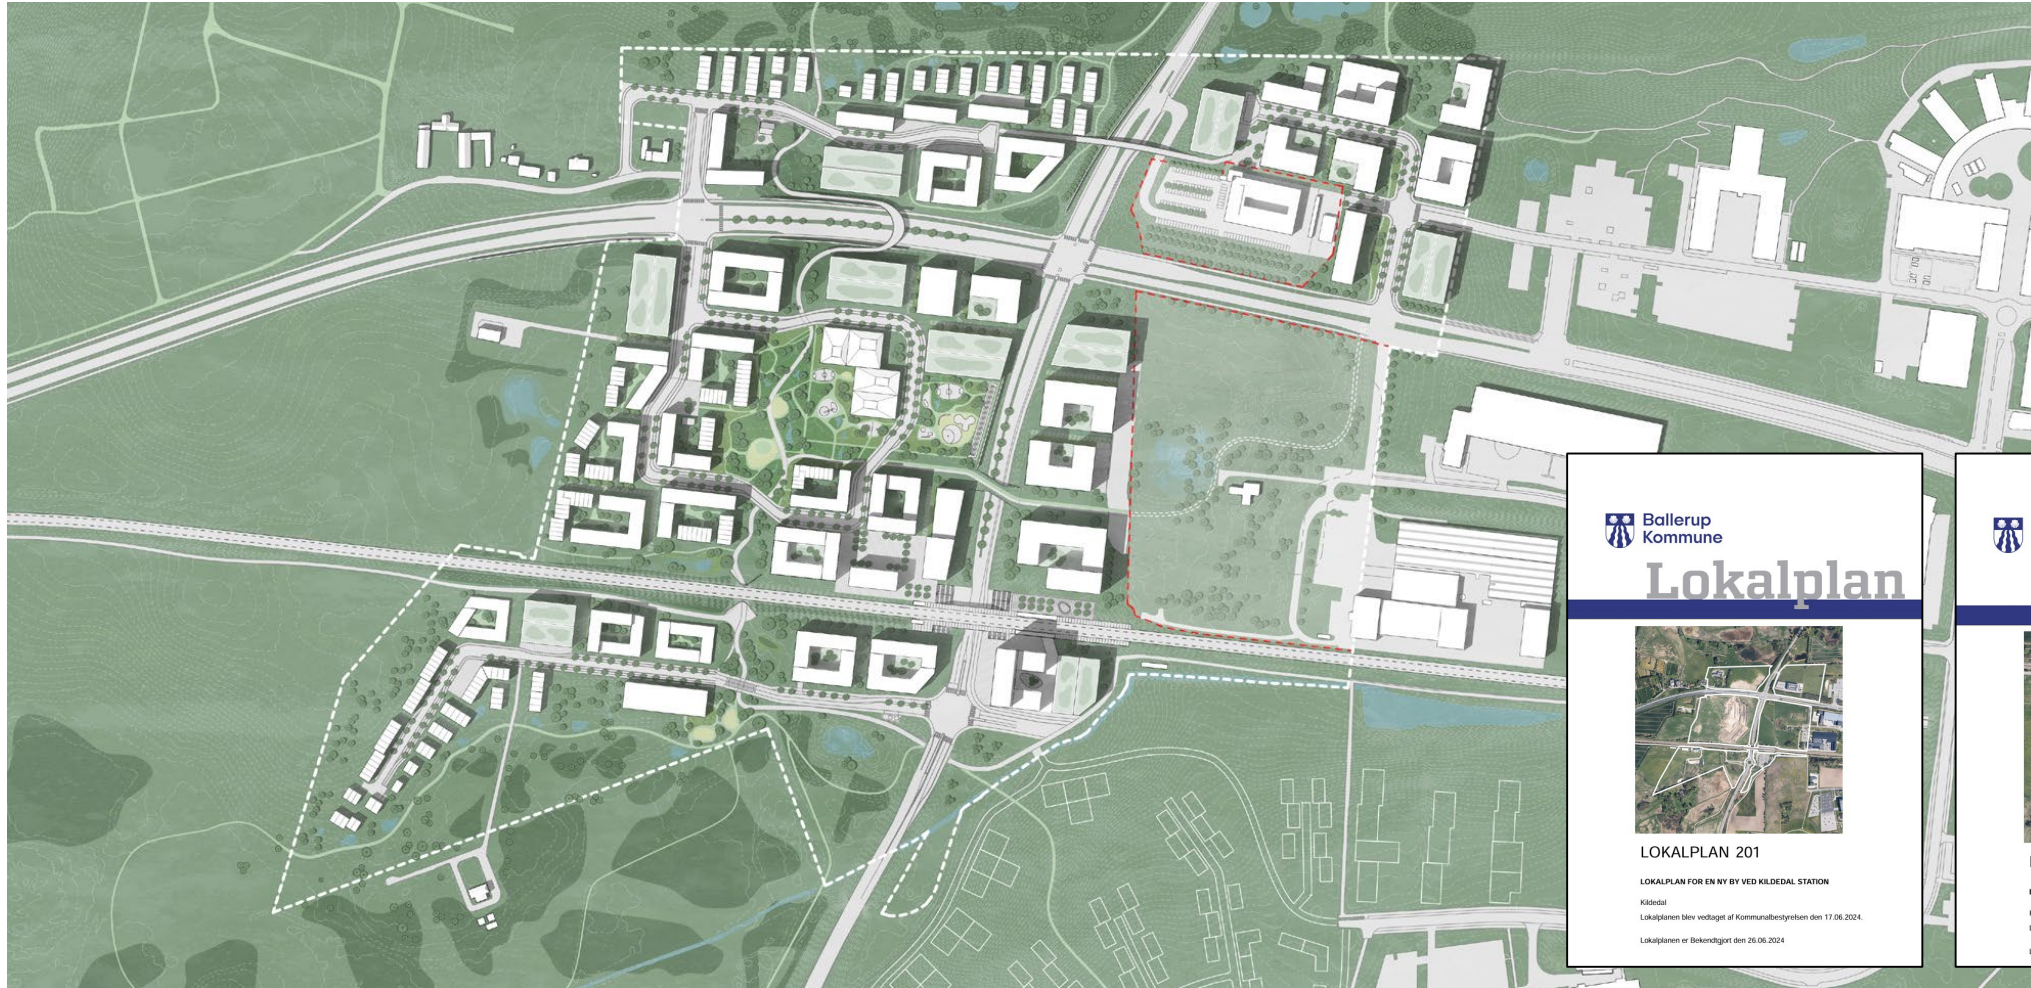 Ballerup
Kommune
Lokalplan
LOKALPLAN 201
LOKALPLAN FOR EN NY BY VED KILDEDAL STATION
Kildedal
Lokalplanen blev vedtaget af Kommunalbestyrelsen den 17.06.2024.
Lokalplanen er Bekendtgjort den 26.06.2024